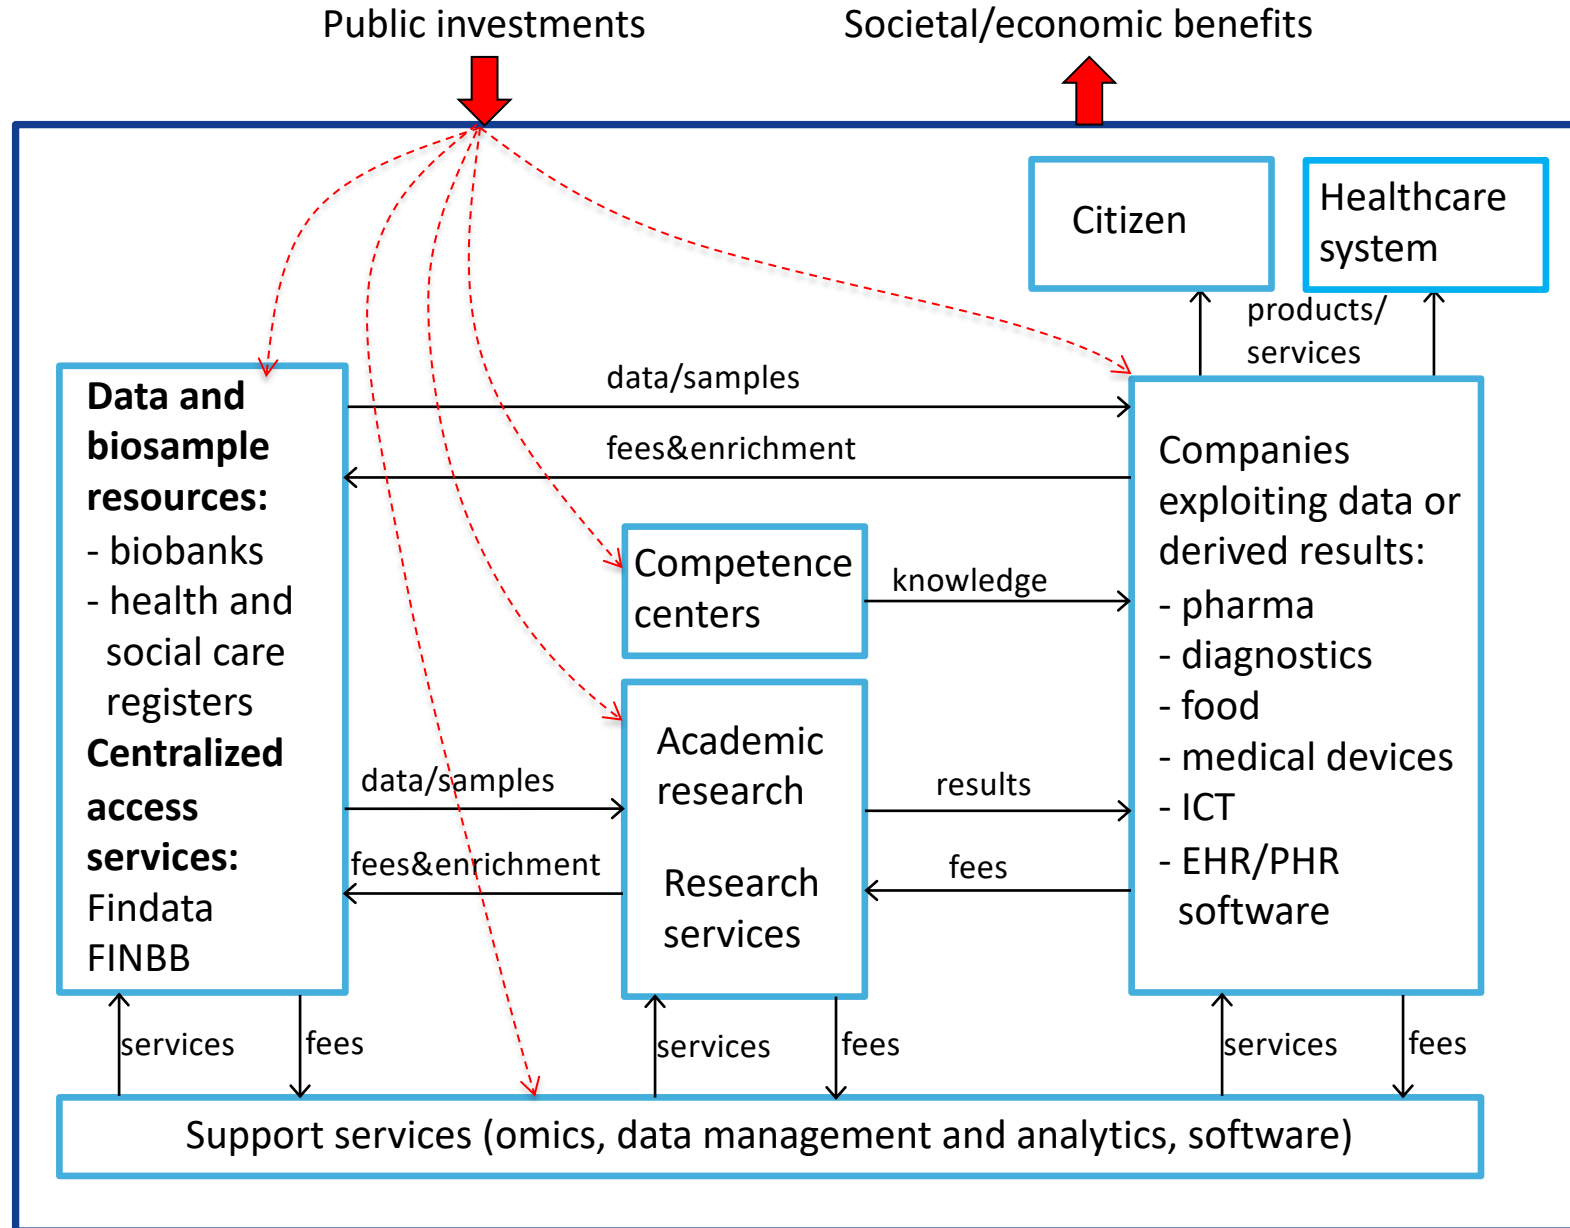 Public investments
Societal/economic benefits
Citizen
Healthcare
system
products/
services
Data and
biosample
resources:
- biobanks
- health and
social care
registers
Centralized
access
services:
Findata
FINBB
data/samples
fees&enrichment
Competence
centers
knowledge
Companies
exploiting data or
derived results:
- pharma
- diagnostics
- food
- medical devices
- ICT
- EHR/PHR
software
data/samples
fees&enrichment
Academic
research
Research
services
results
fees
services
fees
services
fees
services
fees
Support services (omics, data management and analytics, software)